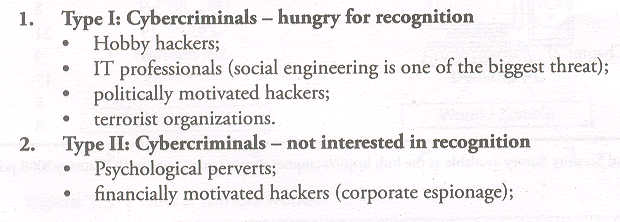 1. Type I: Cybercriminals – hungry for recognition
• Hobby hackers;
• IT professionals (social engineering is one of the biggest threat);
• politically motivated hackers;
• terrorist organizations.
2. Type II: Cybercriminals – not interested in recognition
• Psychological perverts;
• financially motivated hackers (corporate espionage);